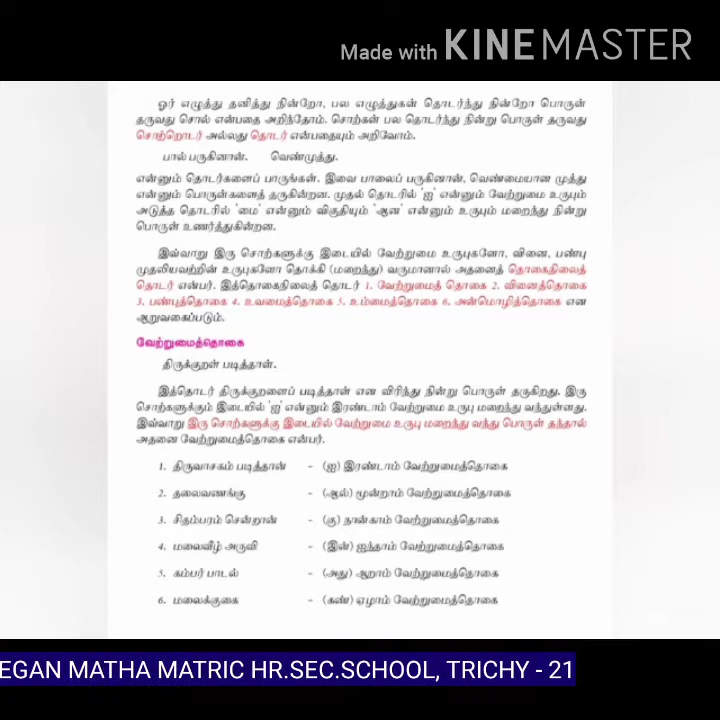 Made with KINEMASTER
ஓர் எழுத்து தனித்து நின்றோ, பல எழுத்துகள் தொடர்ந்து நின்றோ பொருள்
தருவது சொல் என்பதை அறிந்தோம். சொற்கள் பல தொடர்ந்து நின்று பொருள் தருவது
சொற்றொடர் அல்லது தொடர் என்பதையும் அறிவோம்.
பால் பருகினான். வெண்முத்து.
என்னும் தொடர்களைப் பாருங்கள். இவை பாலைப் பருகினான், வெண்மையான முத்து
என்னும் பொருள்களைத் தருகின்றன. முதல் தொடரில் 'ஐ' என்னும் வேற்றுமை உருபும்
அடுத்த தொடரில் 'மை' என்னும் விகுதியும் 'ஆன' என்னும் உருபும் மறைந்து நின்று
பொருள் உணர்த்துகின்றன.
இவ்வாறு இரு சொற்களுக்கு இடையில் வேற்றுமை உருபுகளோ, வினை, பண்பு
முதலியவற்றின் உருபுகளோ தொக்கி (மறைந்து) வருமானால் அதனைத் தொகைநிலைத்
தொடர் என்பர். இத்தொகைநிலைத் தொடர் 1. வேற்றுமைத் தொகை 2. வினைத்தொகை
3. பண்புத்தொகை 4. உவமைத்தொகை 5. உம்மைத்தொகை 6. அன்மொழித்தொகை என
ஆறுவகைப்படும்.
வேற்றுமைத்தொகை
திருக்குறள் படித்தாள்.
இத்தொடர் திருக்குறளைப் படித்தாள் என விரிந்து நின்று பொருள் தருகிறது. இரு
சொற்களுக்கும் இடையில் 'ஐ' என்னும் இரண்டாம் வேற்றுமை உருபு மறைந்து வந்துள்ளது.
இவ்வாறு இரு சொற்களுக்கு இடையில் வேற்றுமை உருபு மறைந்து வந்து பொருள் தந்தால்
அதனை வேற்றுமைத்தொகை என்பர்.
1. திருவாசகம் படித்தான் - (ஐ) இரண்டாம் வேற்றுமைத்தொகை
2. தலைவணங்கு - (ஆல்) மூன்றாம் வேற்றுமைத்தொகை
3. சிதம்பரம் சென்றான் - (கு) நான்காம் வேற்றுமைத்தொகை
4. மலைவீழ் அருவி - (இன்) ஐந்தாம் வேற்றுமைத்தொகை
5. கம்பர் பாடல் - (அது) ஆறாம் வேற்றுமைத்தொகை
6. மலைக்குகை - (கண்) ஏழாம் வேற்றுமைத்தொகை
EGAN MATHA MATRIC HR.SEC.SCHOOL, TRICHY - 21